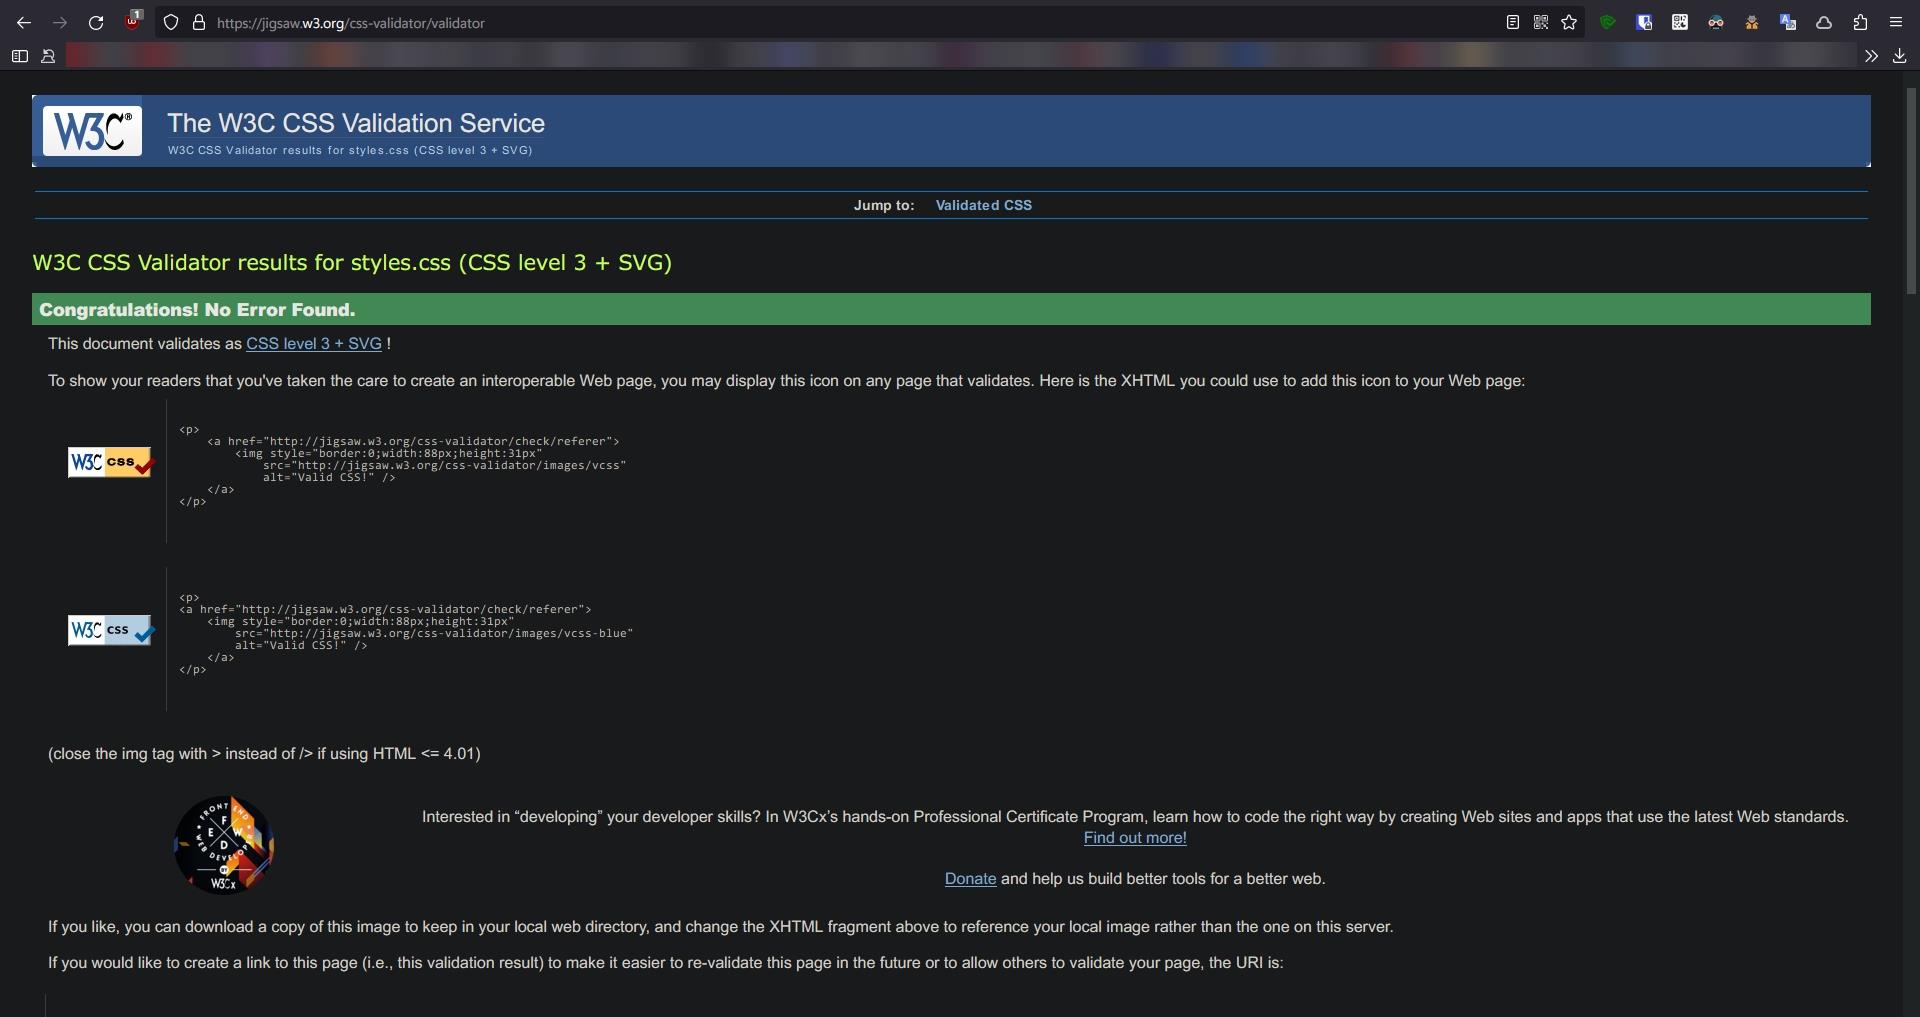 1
https://jigsaw.w3.org/css-validator/validator
W3C®
The W3C CSS Validation Service
W3C CSS Validator results for styles.css (CSS level 3 + SVG)
Jump to: Validated CSS
W3C CSS Validator results for styles.css (CSS level 3 + SVG)
Congratulations! No Error Found.
This document validates as CSS level 3 + SVG !
To show your readers that you've taken the care to create an interoperable Web page, you may display this icon on any page that validates. Here is the XHTML you could use to add this icon to your Web page:
W3C CSS
<p>
<a href="http://jigsaw.w3.org/css-validator/check/referer">
<img style="border:0;width:88px;height:31px"
src="http://jigsaw.w3.org/css-validator/images/vcss"
alt="Valid CSS!" />
</a>
</p>
W3C CSS
<p>
<a href="http://jigsaw.w3.org/css-validator/check/referer">
<img style="border:0;width:88px;height:31px"
src="http://jigsaw.w3.org/css-validator/images/vcss-blue"
alt="Valid CSS!" />
</a>
</p>
(close the img tag with > instead of /> if using HTML <= 4.01)
FRONT END
F E W D
WEB DEVELOPER
W3Cx
Interested in “developing” your developer skills? In W3Cx’s hands-on Professional Certificate Program, learn how to code the right way by creating Web sites and apps that use the latest Web standards.
Find out more!
Donate and help us build better tools for a better web.
If you like, you can download a copy of this image to keep in your local web directory, and change the XHTML fragment above to reference your local image rather than the one on this server.
If you would like to create a link to this page (i.e., this validation result) to make it easier to re-validate this page in the future or to allow others to validate your page, the URI is: